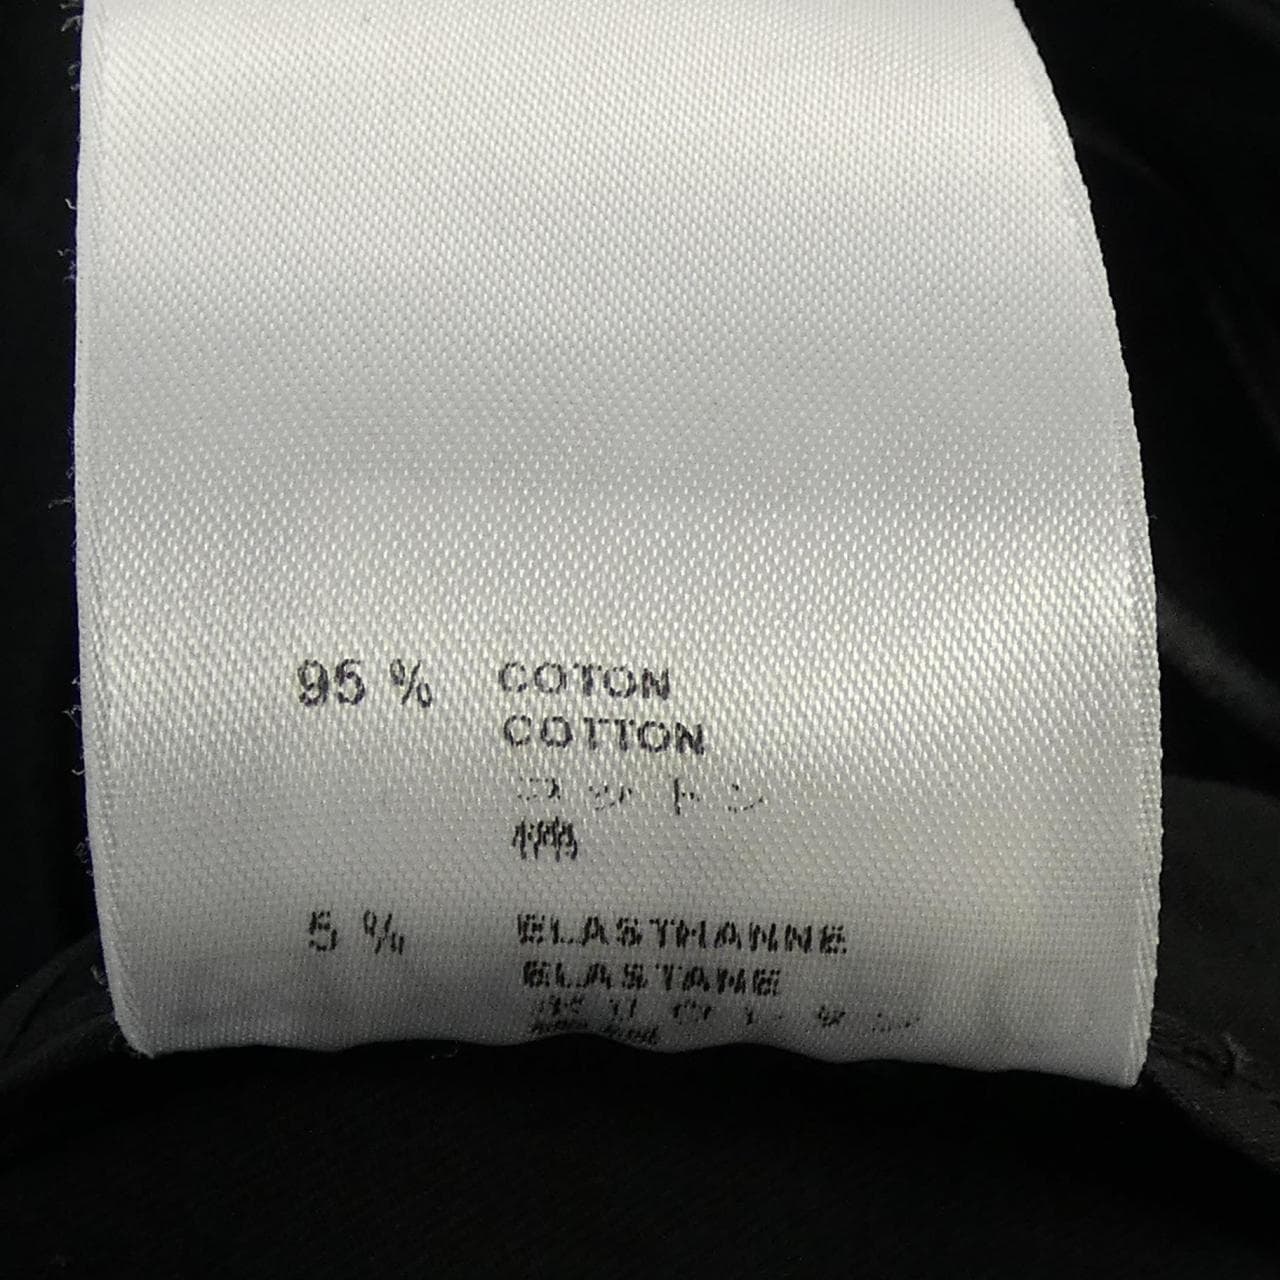 95 % COTON
COTTON
コットン
棉
5 % ELASTHANNE
ELASTANE